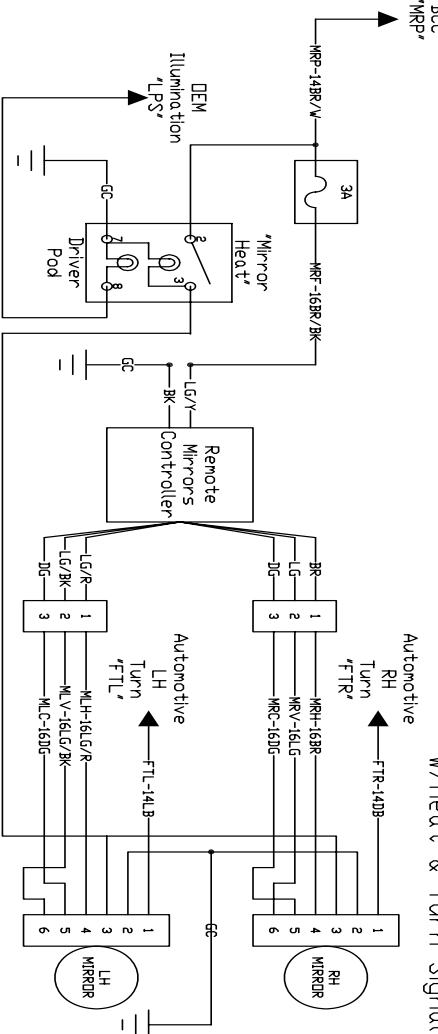 "MRP"
MRP-14BR/W
3A
MRF-16BR/BK
OEM
Illumination
"LPS"
GC
"Mirror
Heat"
2
3
7
8
Driver
Pod
GC
LG/Y
BK
Remote
Mirrors
Controller
BR
LG
DG
1
2
3
LG/R
LG/BK
DG
1
2
3
w/Heat & Turn Signal
Automotive
RH
Turn
"FTR"
FTR-14DB
MRH-16BR
MRV-16LG
MRC-16DG
1
2
3
4
5
6
RH
MIRROR
Automotive
LH
Turn
"FTL"
FTL-14LB
MLH-16LG/R
MLV-16LG/BK
MLC-16DG
GC
1
2
3
4
5
6
LH
MIRROR